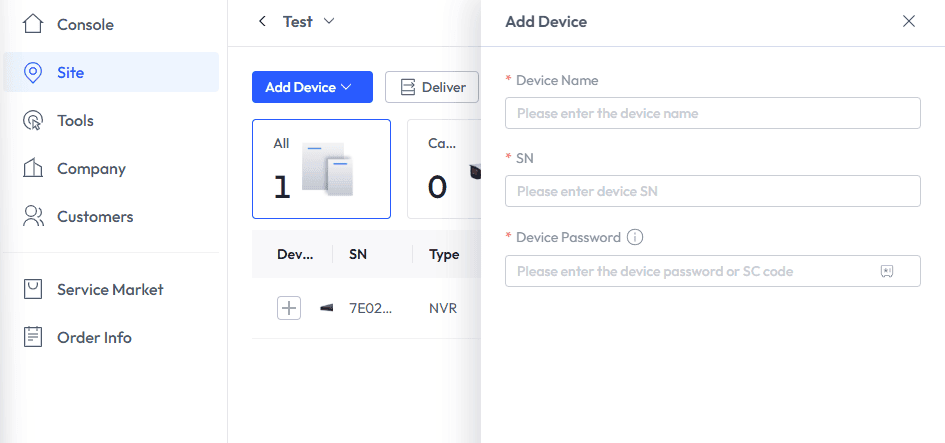 Console
Site
Tools
Company
Customers
Service Market
Order Info
Test
Add Device
Deliver
All
1
Ca...
0
Dev...
SN
Type
7E02...
NVR
Add Device
* Device Name
Please enter the device name
* SN
Please enter device SN
* Device Password
Please enter the device password or SC code